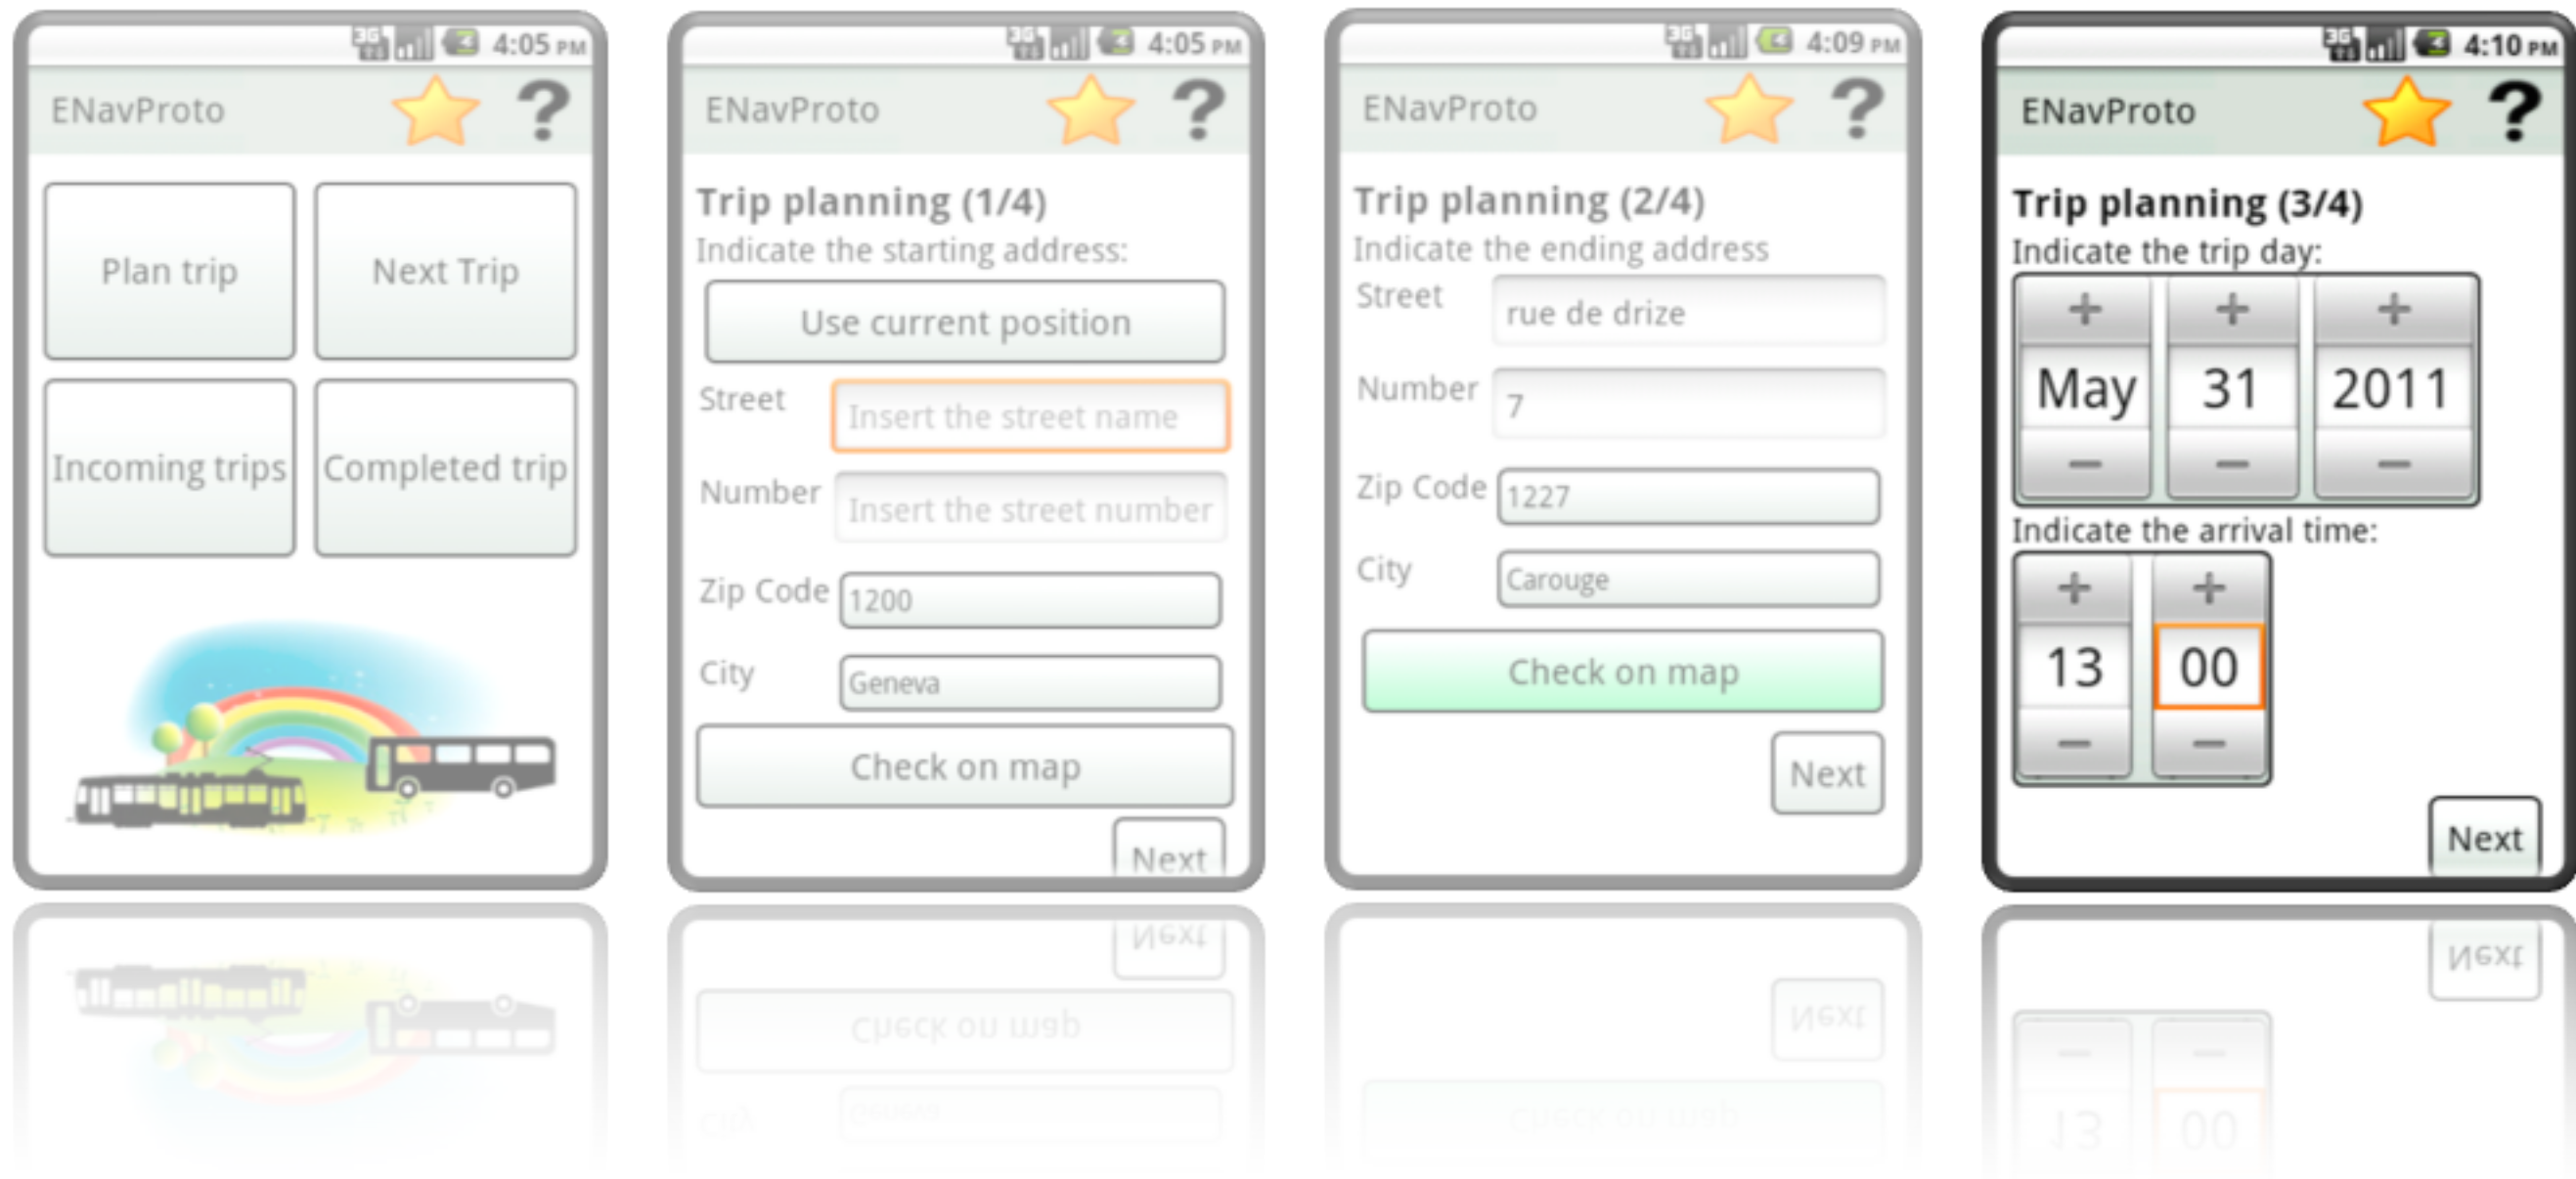 3G 4:05 PM
ENavProto ?
Plan trip Next Trip
Incoming trips Completed trip
3G 4:05 PM
ENavProto ?
Trip planning (1/4)
Indicate the starting address:
Use current position
Street Insert the street name
Number Insert the street number
Zip Code 1200
City Geneva
Check on map
Next
3G 4:09 PM
ENavProto ?
Trip planning (2/4)
Indicate the ending address
Street rue de drize
Number 7
Zip Code 1227
City Carouge
Check on map
Next
3G 4:10 PM
ENavProto ?
Trip planning (3/4)
Indicate the trip day:
+ + +
May 31 2011
− − −
Indicate the arrival time:
+ +
13 00
− −
Next